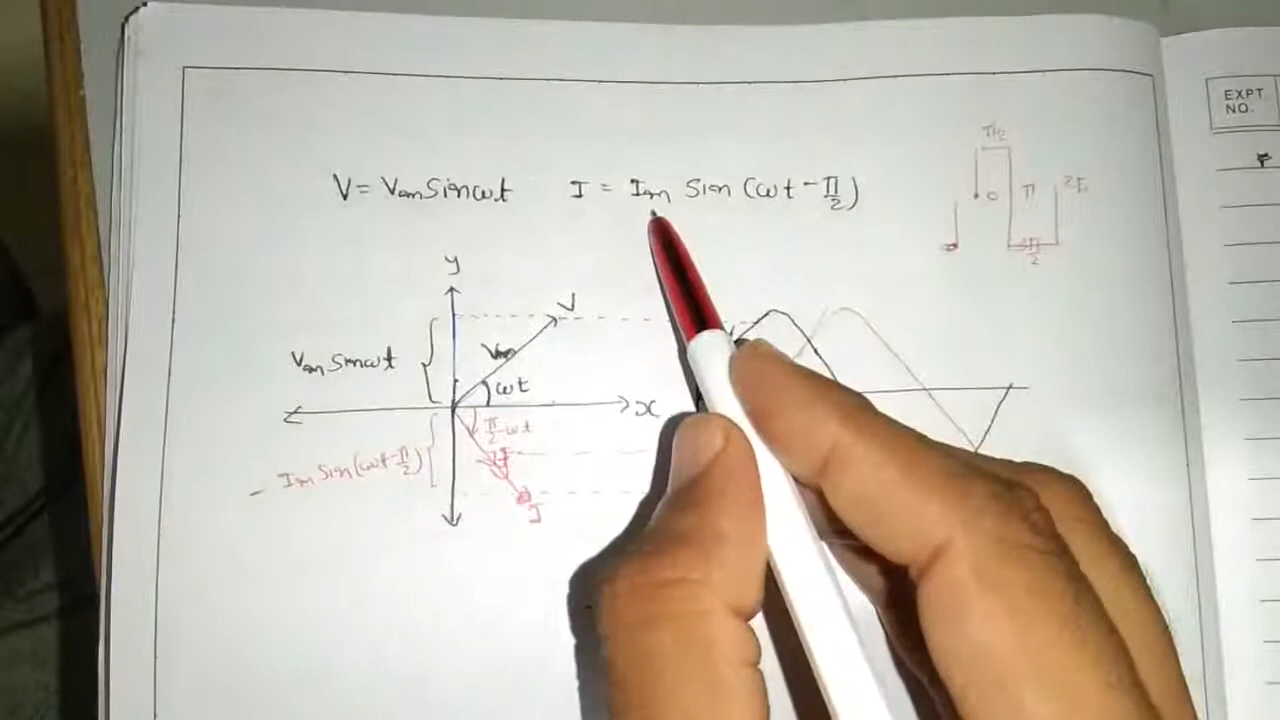 EXPT.
NO.
π/2
V = Vm Sinωt I = Im Sin (ωt - π/2)
0 π
y
V
Vm Sinωt Vm
ωt
x
π/2 - ωt
- Im Sin (ωt - π/2)
I